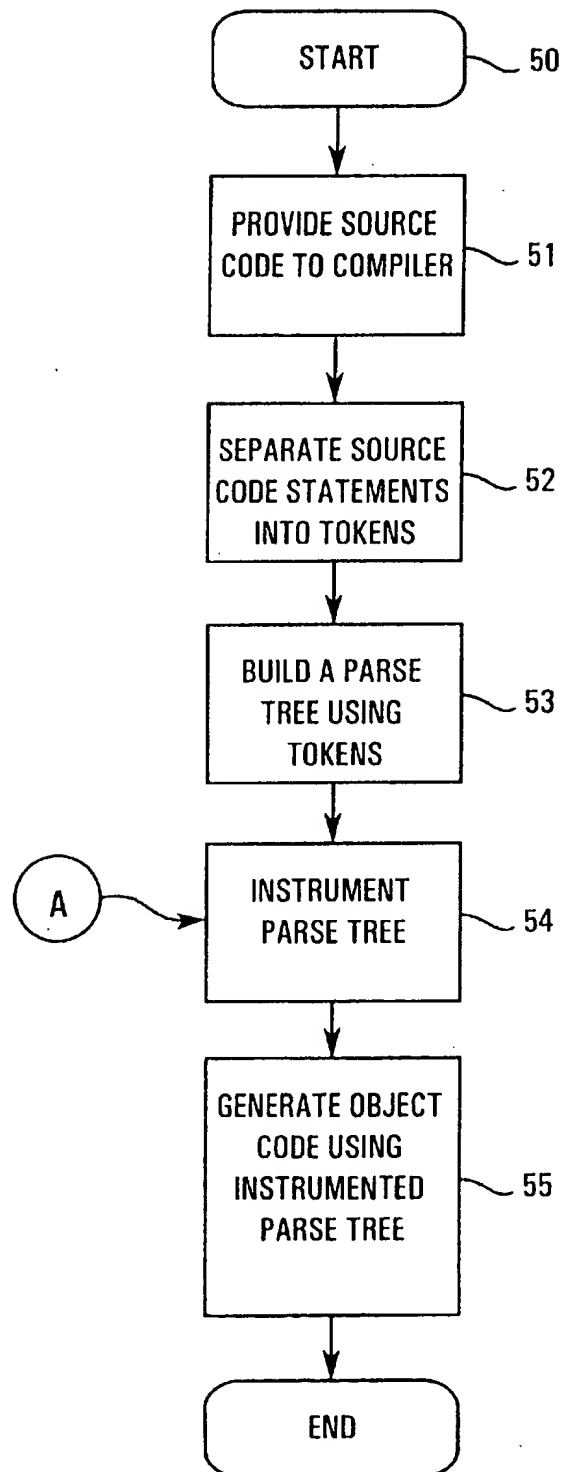 START
50
PROVIDE SOURCE
CODE TO COMPILER
51
SEPARATE SOURCE
CODE STATEMENTS
INTO TOKENS
52
BUILD A PARSE
TREE USING
TOKENS
53
A
INSTRUMENT
PARSE TREE
54
GENERATE OBJECT
CODE USING
INSTRUMENTED
PARSE TREE
55
END